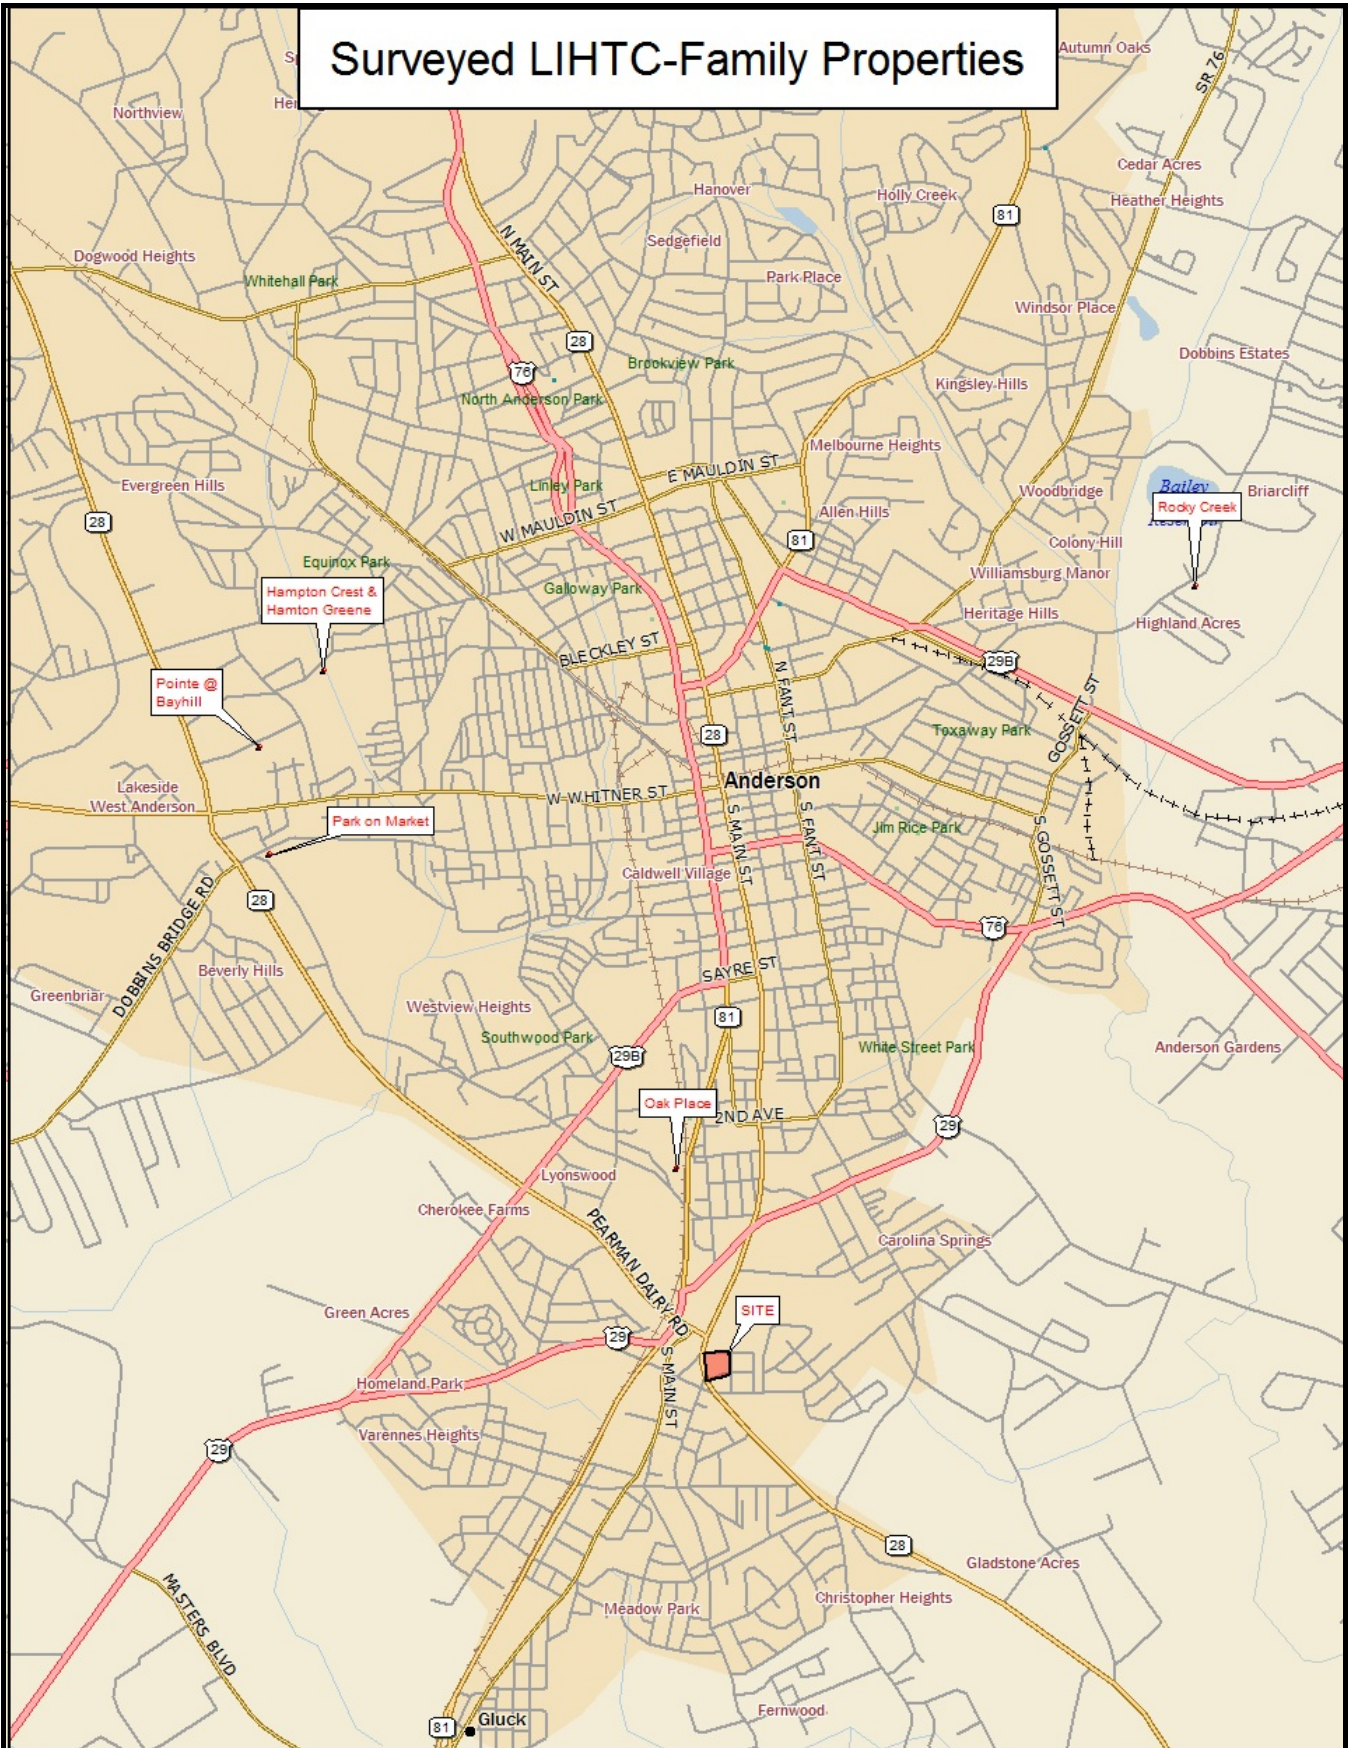 Surveyed LIHTC-Family Properties
Autumn Oaks
SR 76
Northview
Cedar Acres
Heather Heights
Hanover
Holly Creek
81
N MAIN ST
Sedgefield
Dogwood Heights
Whitehall Park
Park Place
Windsor Place
28
Brookview Park
Dobbins Estates
76
Kingsley Hills
North Anderson Park
Melbourne Heights
E MAULDIN ST
Evergreen Hills
Linley Park
Woodbridge
Bailey
Briarcliff
Rocky Creek
28
W MAULDIN ST
Allen Hills
81
Colony Hill
Equinox Park
Williamsburg Manor
Galloway Park
Hampton Crest &
Hamton Greene
Heritage Hills
Highland Acres
BLECKLEY ST
29B
N FANT ST
Pointe @
Bayhill
GOSSETT ST
28
Toxaway Park
Anderson
Lakeside
West Anderson
W WHITNER ST
Park on Market
S MAIN ST
S FANT ST
Jim Rice Park
S GOSSETT ST
Caldwell Village
28
DOBBINS BRIDGE RD
76
Beverly Hills
SAYRE ST
Greenbriar
Westview Heights
81
Southwood Park
White Street Park
Anderson Gardens
29B
Oak Place
2ND AVE
29
Lyonswood
Cherokee Farms
PEARMAN DAIRY RD
Carolina Springs
Green Acres
SITE
29
S MAIN ST
Homeland Park
Varennes Heights
29
28
Gladstone Acres
MASTERS BLVD
Christopher Heights
Meadow Park
Fernwood
81
Gluck